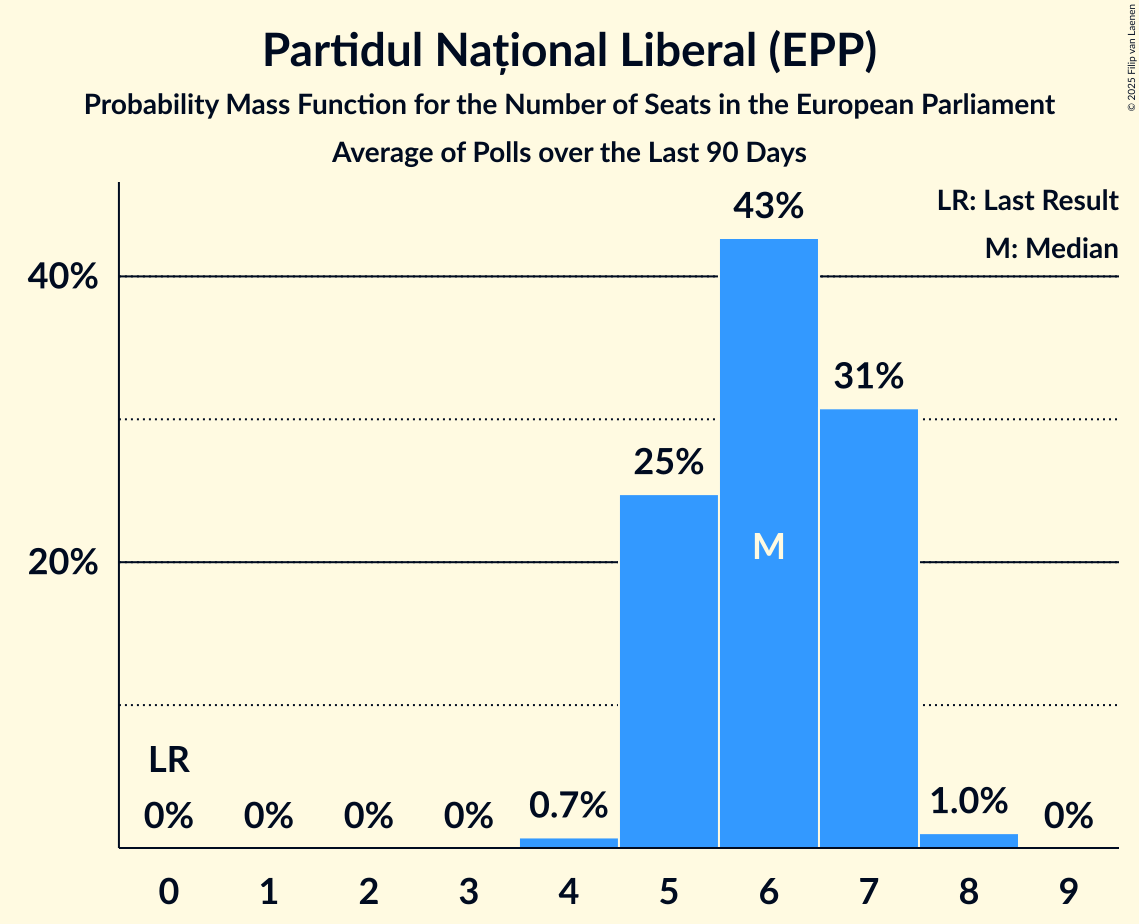 Partidul Național Liberal (EPP)
Probability Mass Function for the Number of Seats in the European Parliament
Average of Polls over the Last 90 Days
© 2025 Filip van Laenen
LR: Last Result
M: Median
43%
40%
31%
25%
M
20%
LR
0% 0% 0% 0% 0.7% 1.0% 0%
0 1 2 3 4 5 6 7 8 9